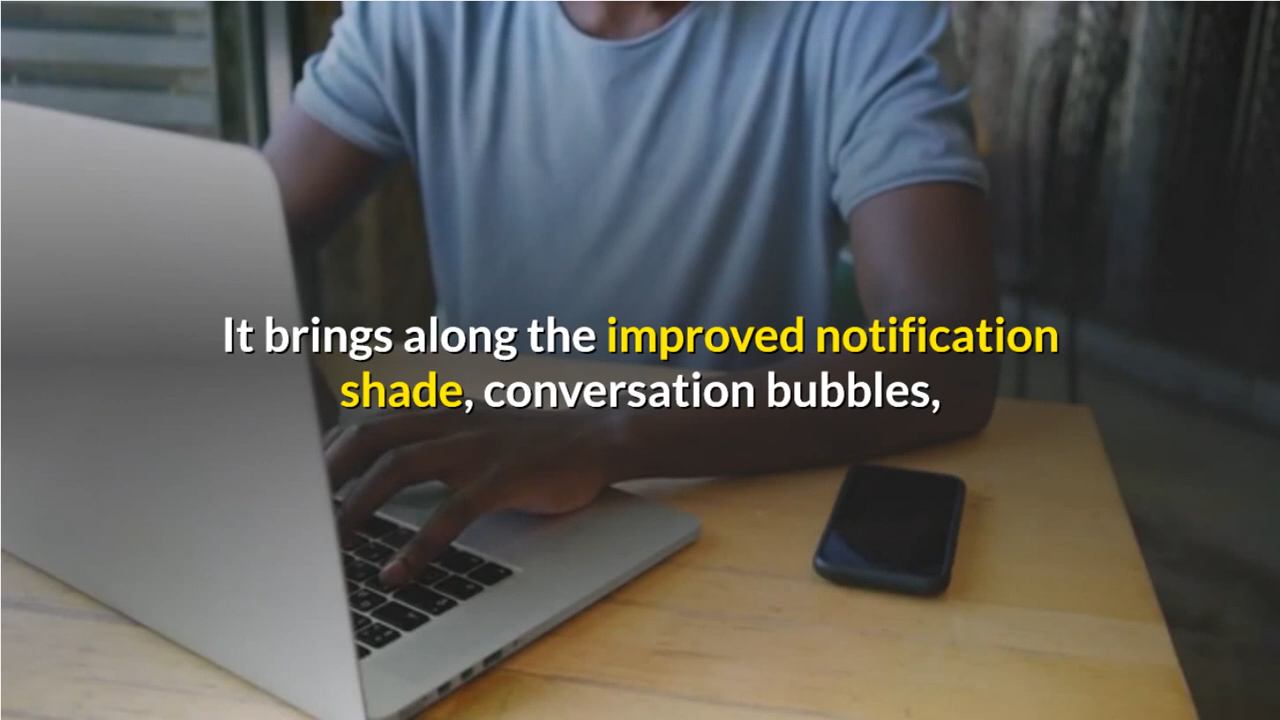 It brings along the improved notification
shade, conversation bubbles,